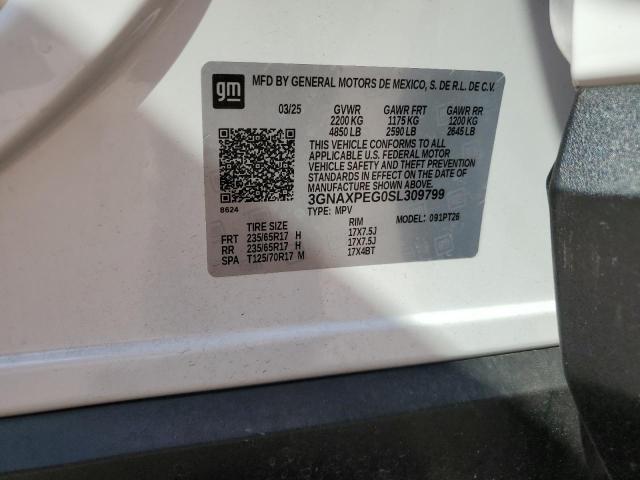 gm
MFD BY GENERAL MOTORS DE MEXICO, S. DE R.L. DE C.V.
03/25 GVWR GAWR FRT GAWR RR
2200 KG 1175 KG 1200 KG
4850 LB 2590 LB 2645 LB
THIS VEHICLE CONFORMS TO ALL
APPLICABLE U.S. FEDERAL MOTOR
VEHICLE SAFETY AND THEFT PREVENTION
STANDARDS IN EFFECT ON THE DATE OF
MANUFACTURE SHOWN ABOVE.
3GNAXPEG0SL309799
8624 TYPE: MPV MODEL: 091PT26
TIRE SIZE RIM
FRT 235/65R17 H 17X7.5J
RR 235/65R17 H 17X7.5J
SPA T125/70R17 M 17X4BT